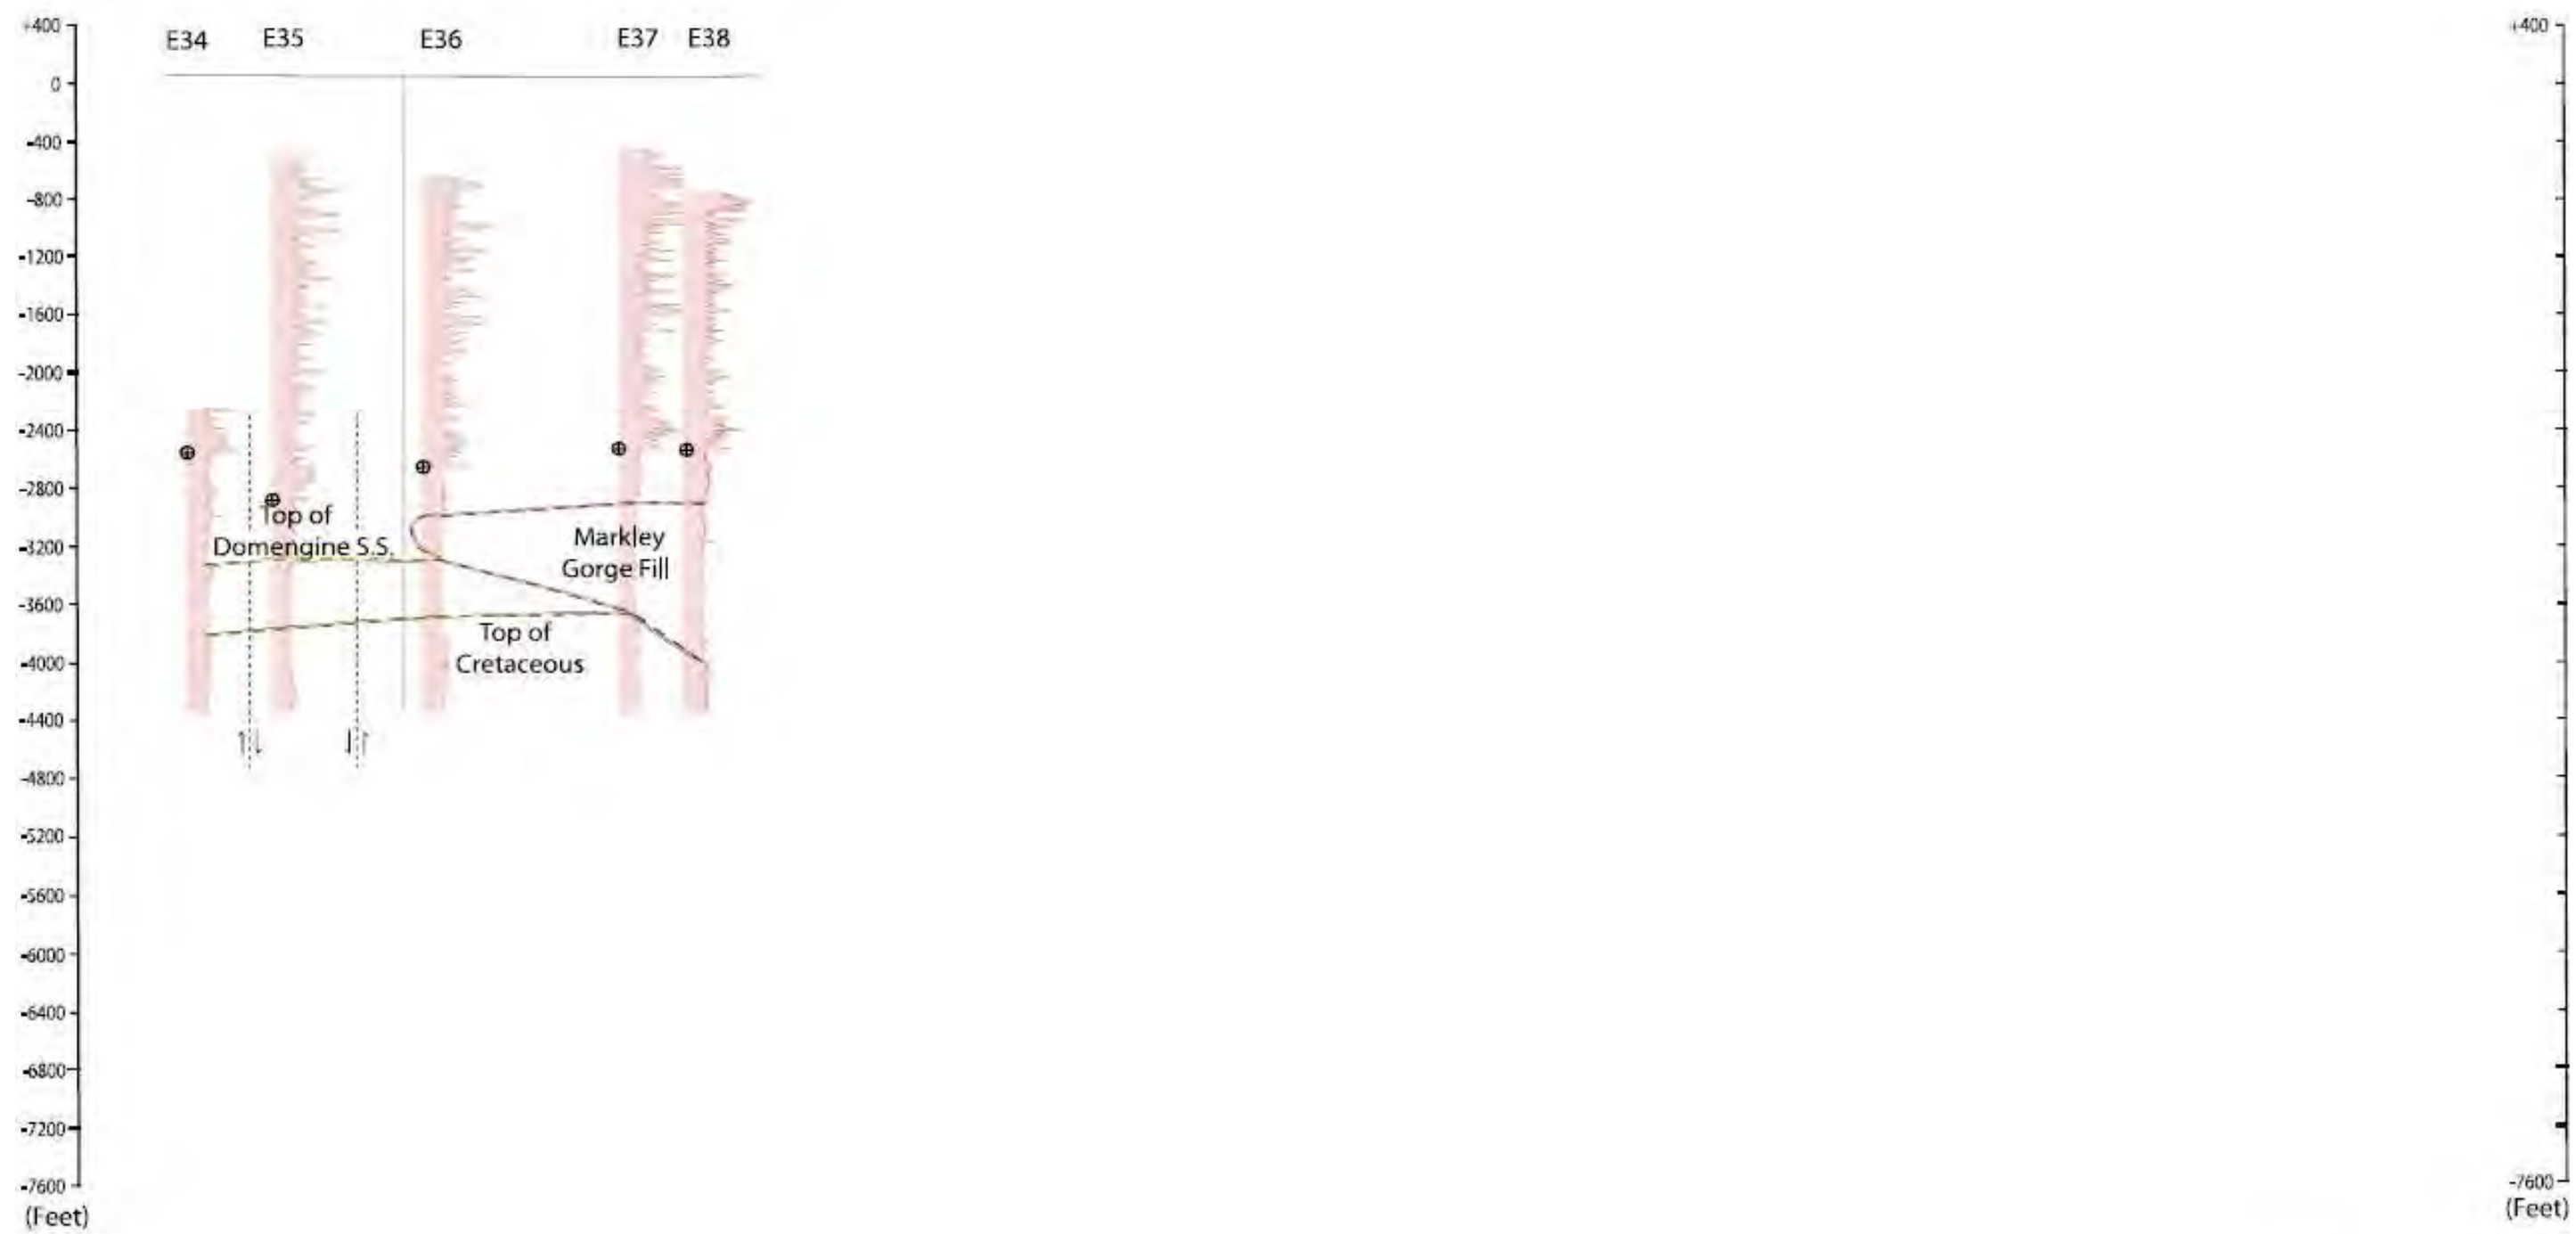 +400
E34 E35 E36 E37 E38
+400
0
-400
-800
-1200
-1600
-2000
-2400
-2800
Top of
Domengine S.S.
Markley
Gorge Fill
-3200
-3600
Top of
Cretaceous
-4000
-4400
-4800
-5200
-5600
-6000
-6400
-6800
-7200
-7600
(Feet)
-7600
(Feet)